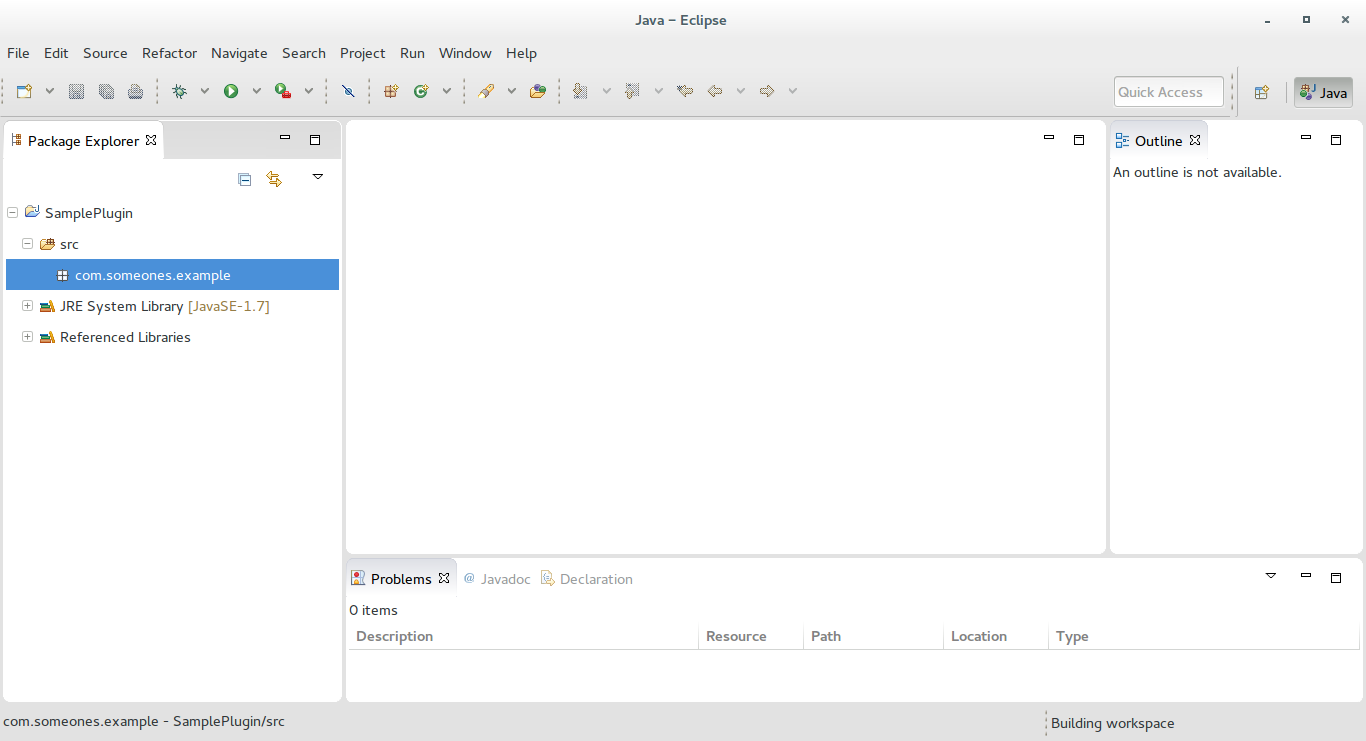 Java – Eclipse
File Edit Source Refactor Navigate Search Project Run Window Help
Quick Access
Java
Package Explorer
SamplePlugin
src
com.someones.example
JRE System Library [JavaSE-1.7]
Referenced Libraries
Outline
An outline is not available.
Problems @ Javadoc Declaration
0 items
Description Resource Path Location Type
com.someones.example - SamplePlugin/src
Building workspace